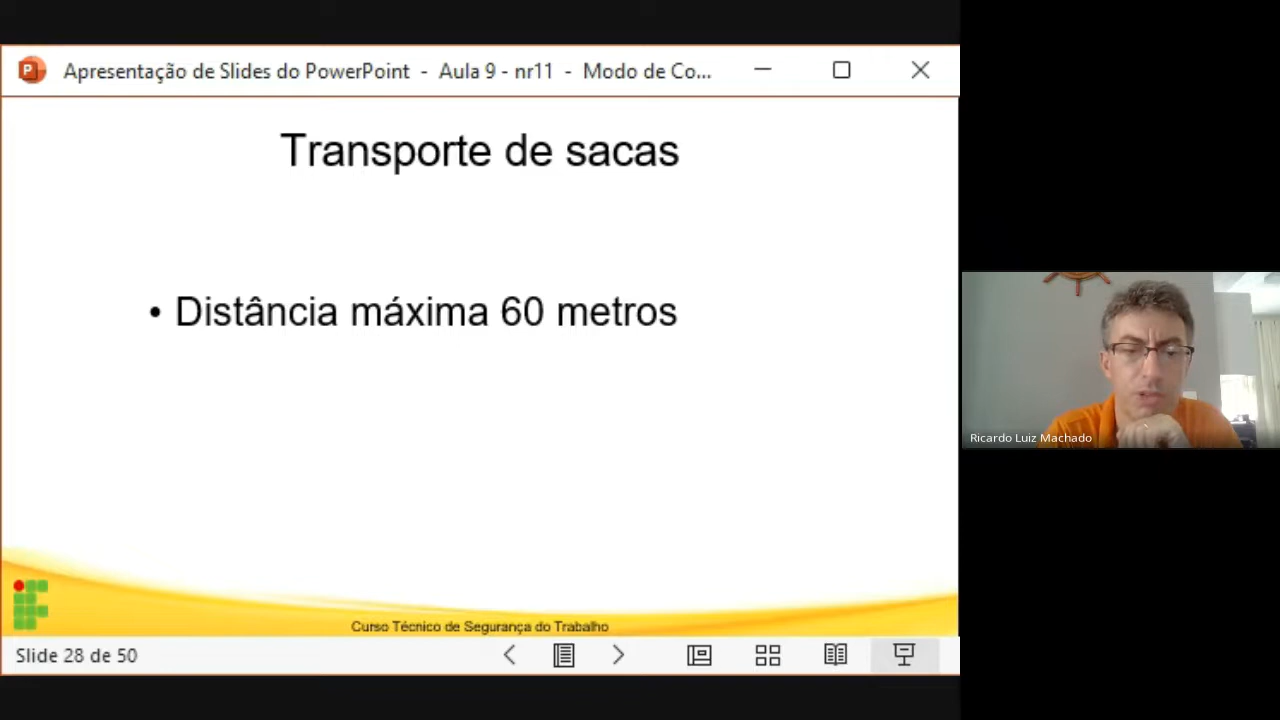 Apresentação de Slides do PowerPoint - Aula 9 - nr11 - Modo de Co...
Transporte de sacas
• Distância máxima 60 metros
Ricardo Luiz Machado
Curso Técnico de Segurança do Trabalho
Slide 28 de 50